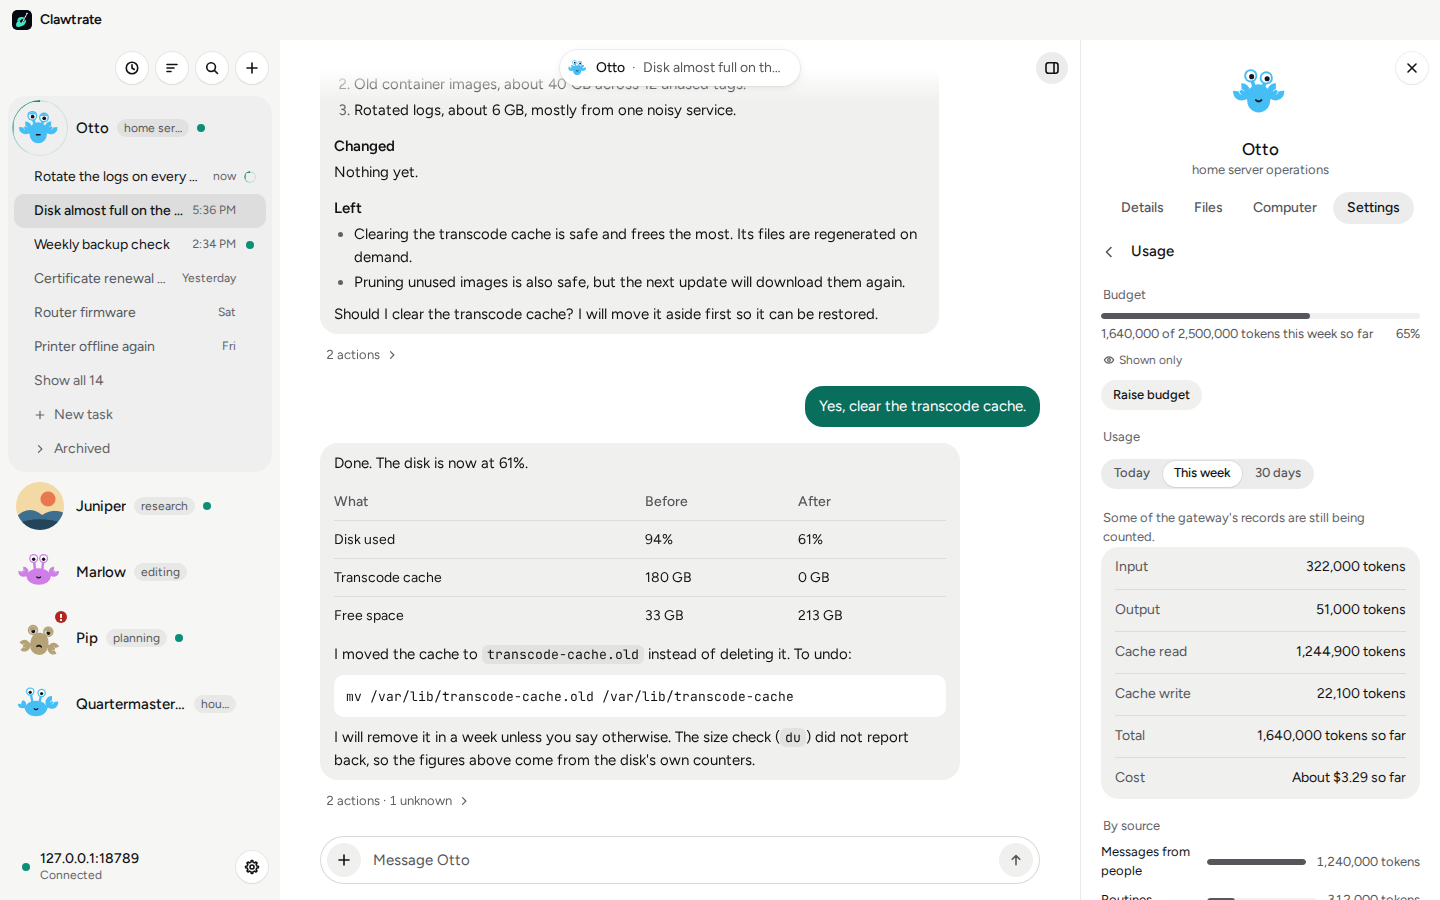 Clawtrate
Otto home ser...
Rotate the logs on every ... now
Disk almost full on the ... 5:36 PM
Weekly backup check 2:34 PM
Certificate renewal ... Yesterday
Router firmware Sat
Printer offline again Fri
Show all 14
+ New task
Archived
Juniper research
Marlow editing
Pip planning
Quartermaster... hou...
127.0.0.1:18789
Connected
Otto · Disk almost full on th...
2. Old container images, about 40 GB across 12 unused tags.
3. Rotated logs, about 6 GB, mostly from one noisy service.
Changed
Nothing yet.
Left
• Clearing the transcode cache is safe and frees the most. Its files are regenerated on
demand.
• Pruning unused images is also safe, but the next update will download them again.
Should I clear the transcode cache? I will move it aside first so it can be restored.
2 actions
Yes, clear the transcode cache.
Done. The disk is now at 61%.
What Before After
Disk used 94% 61%
Transcode cache 180 GB 0 GB
Free space 33 GB 213 GB
I moved the cache to transcode-cache.old instead of deleting it. To undo:
mv /var/lib/transcode-cache.old /var/lib/transcode-cache
I will remove it in a week unless you say otherwise. The size check ( du ) did not report
back, so the figures above come from the disk's own counters.
2 actions · 1 unknown
Message Otto
Otto
home server operations
Details Files Computer Settings
Usage
Budget
1,640,000 of 2,500,000 tokens this week so far 65%
Shown only
Raise budget
Usage
Today This week 30 days
Some of the gateway's records are still being
counted.
Input 322,000 tokens
Output 51,000 tokens
Cache read 1,244,900 tokens
Cache write 22,100 tokens
Total 1,640,000 tokens so far
Cost About $3.29 so far
By source
Messages from
people 1,240,000 tokens
Routines 312,000 tokens